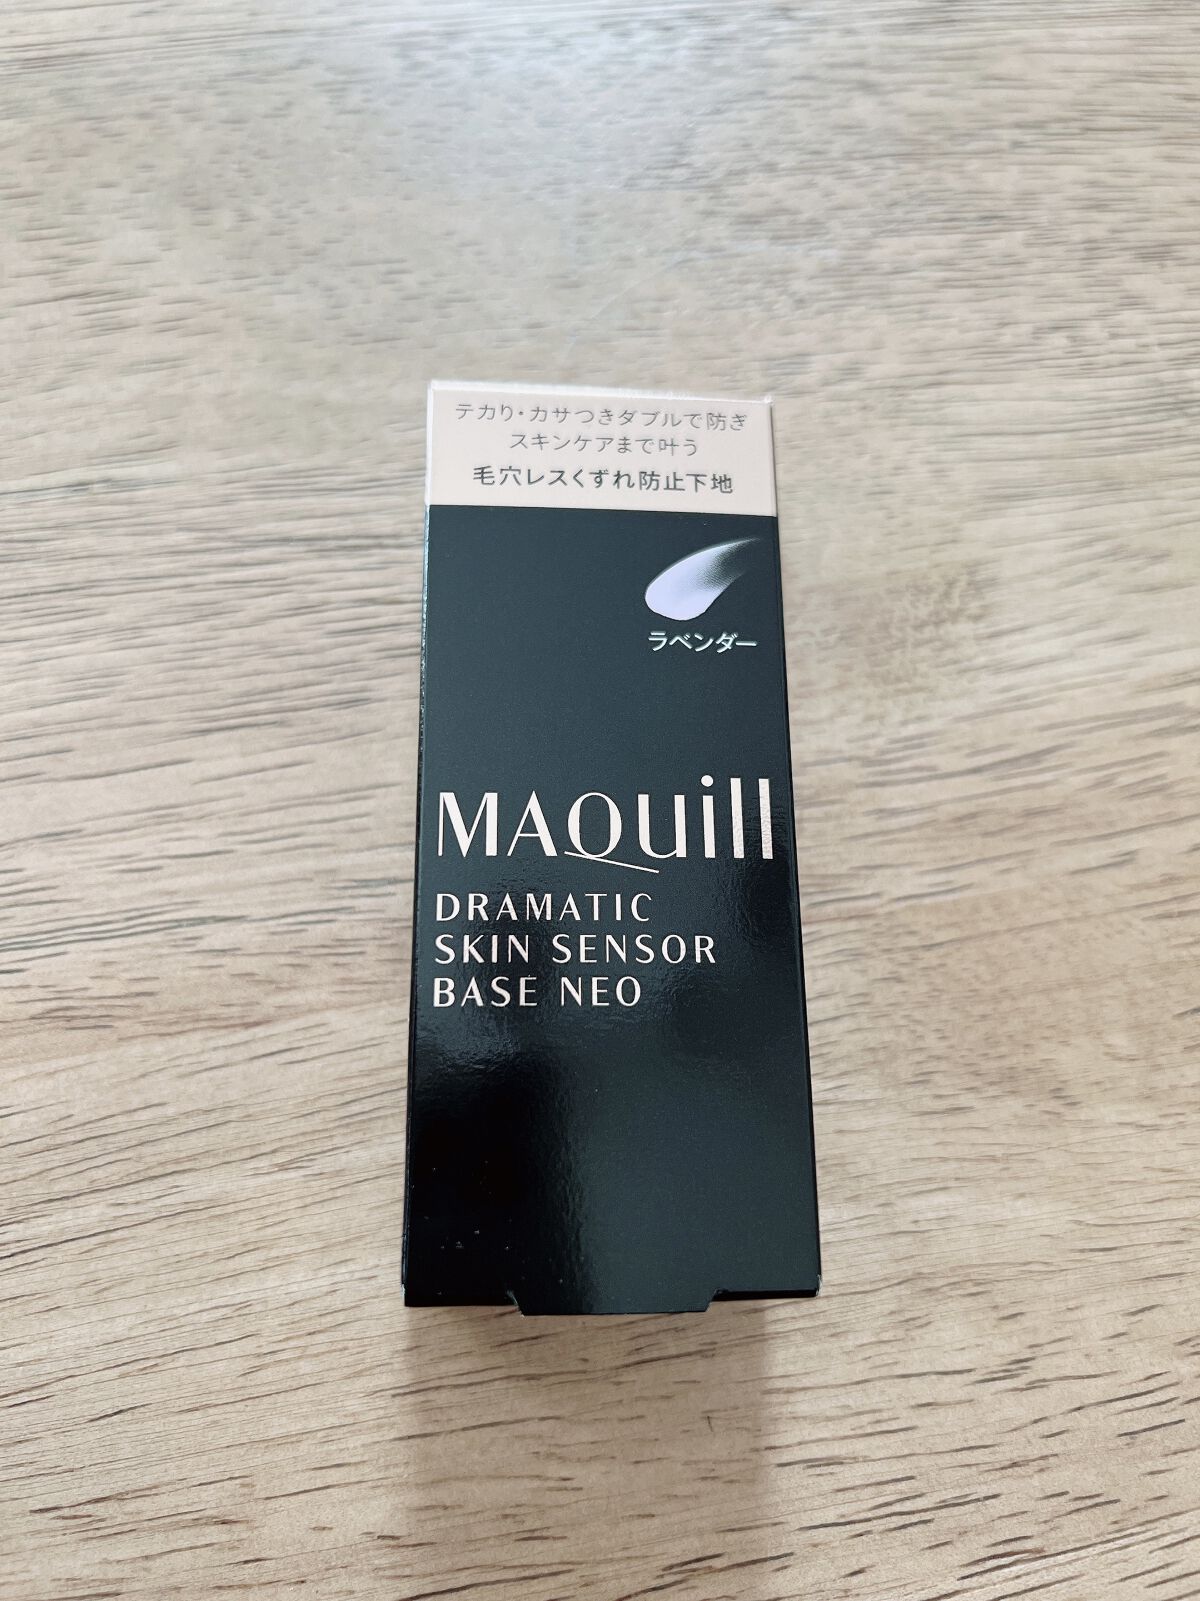 テカリ・カサつきダブルで防ぎ
スキンケアまで叶う
毛穴レスくずれ防止下地
ラベンダー
MAQuill
DRAMATIC
SKIN SENSOR
BASE NEO